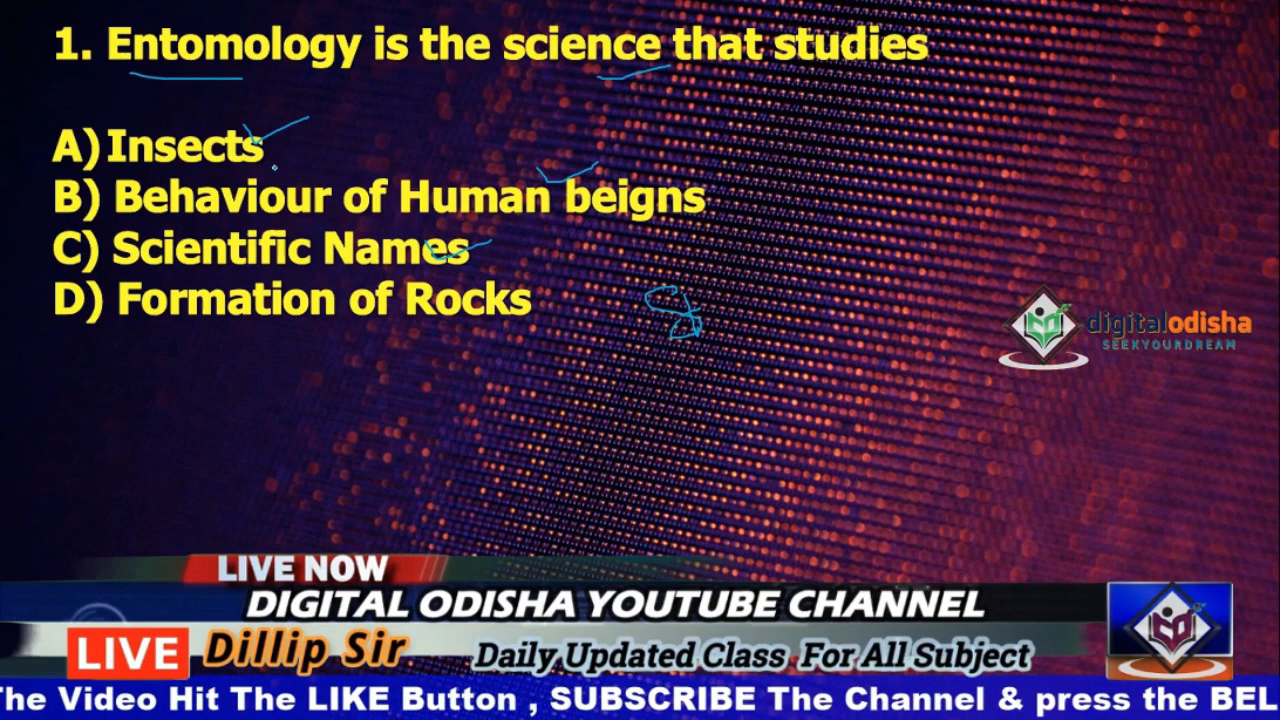 1. Entomology is the science that studies
A) Insects
B) Behaviour of Human beigns
C) Scientific Names
D) Formation of Rocks
digitalodisha
SEEKYOURDREAM
LIVE NOW
DIGITAL ODISHA YOUTUBE CHANNEL
LIVE Dillip Sir Daily Updated Class For All Subject
he Video Hit The LIKE Button , SUBSCRIBE The Channel & press the BEL